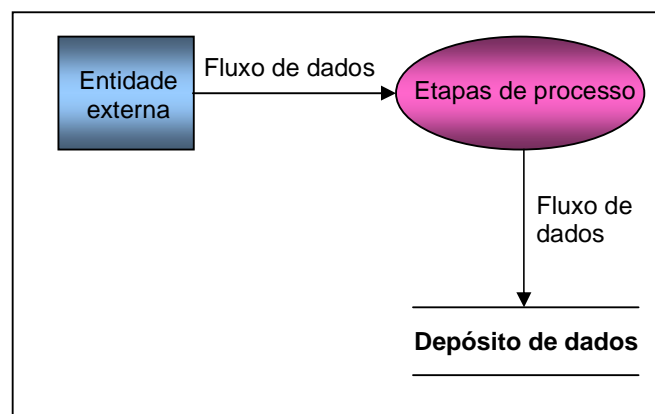 Entidade
externa
Fluxo de dados
Etapas de processo
Fluxo de
dados
Depósito de dados